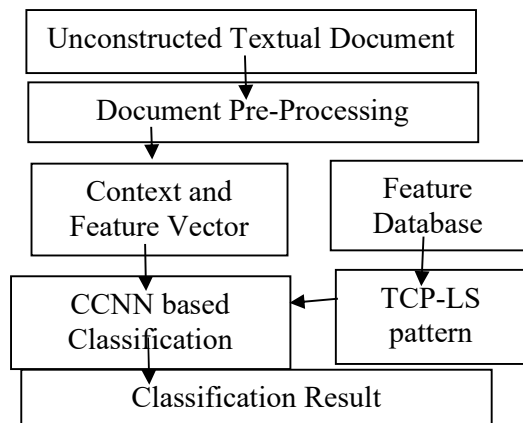 Unconstructed Textual Document
Document Pre-Processing
Context and
Feature Vector
Feature
Database
CCNN based
Classification
TCP-LS
pattern
Classification Result